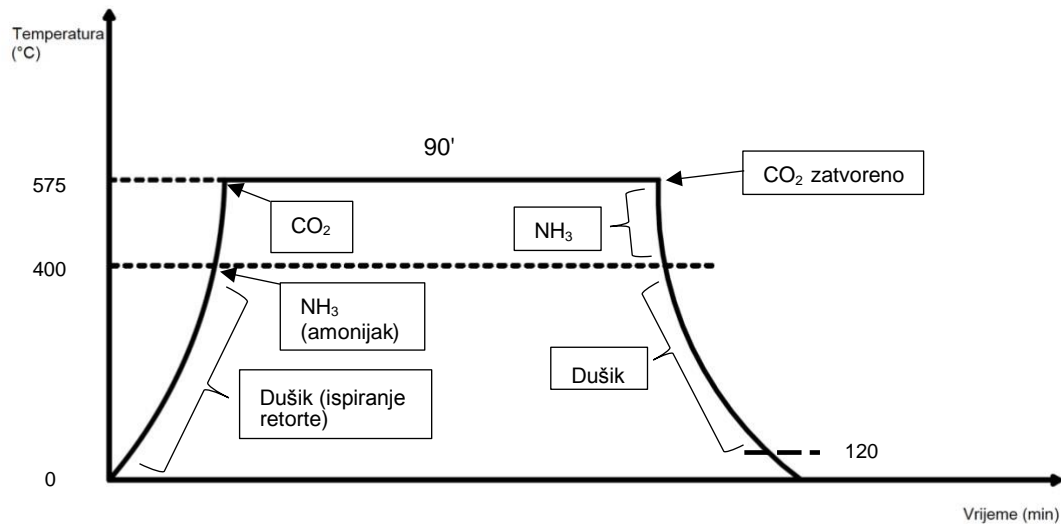 Temperatura
(°C)
90'
575
CO₂ zatvoreno
CO₂
NH₃
400
NH₃
(amonijak)
Dušik
Dušik (ispiranje
retorte)
120
0
Vrijeme (min)